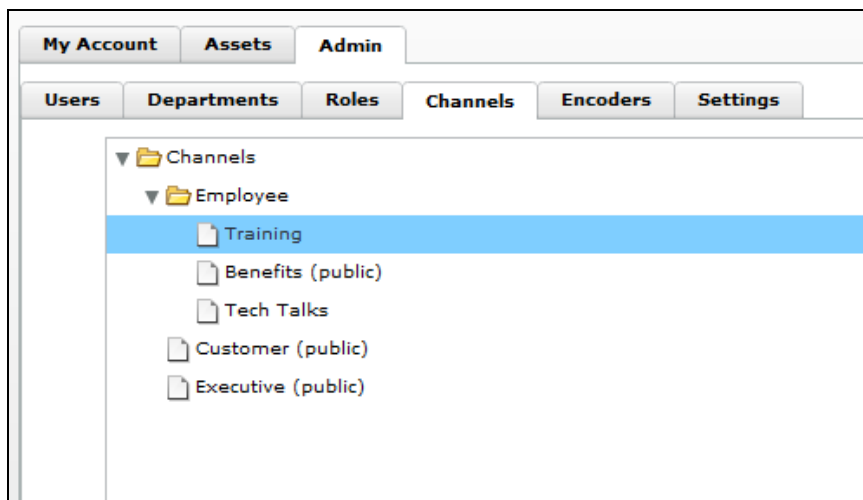 My Account Assets Admin
Users Departments Roles Channels Encoders Settings
Channels
Employee
Training
Benefits (public)
Tech Talks
Customer (public)
Executive (public)